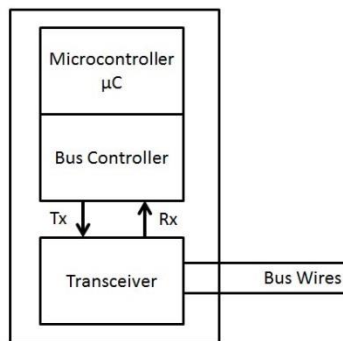 Microcontroller
µC
Bus Controller
Tx
Rx
Transceiver
Bus Wires